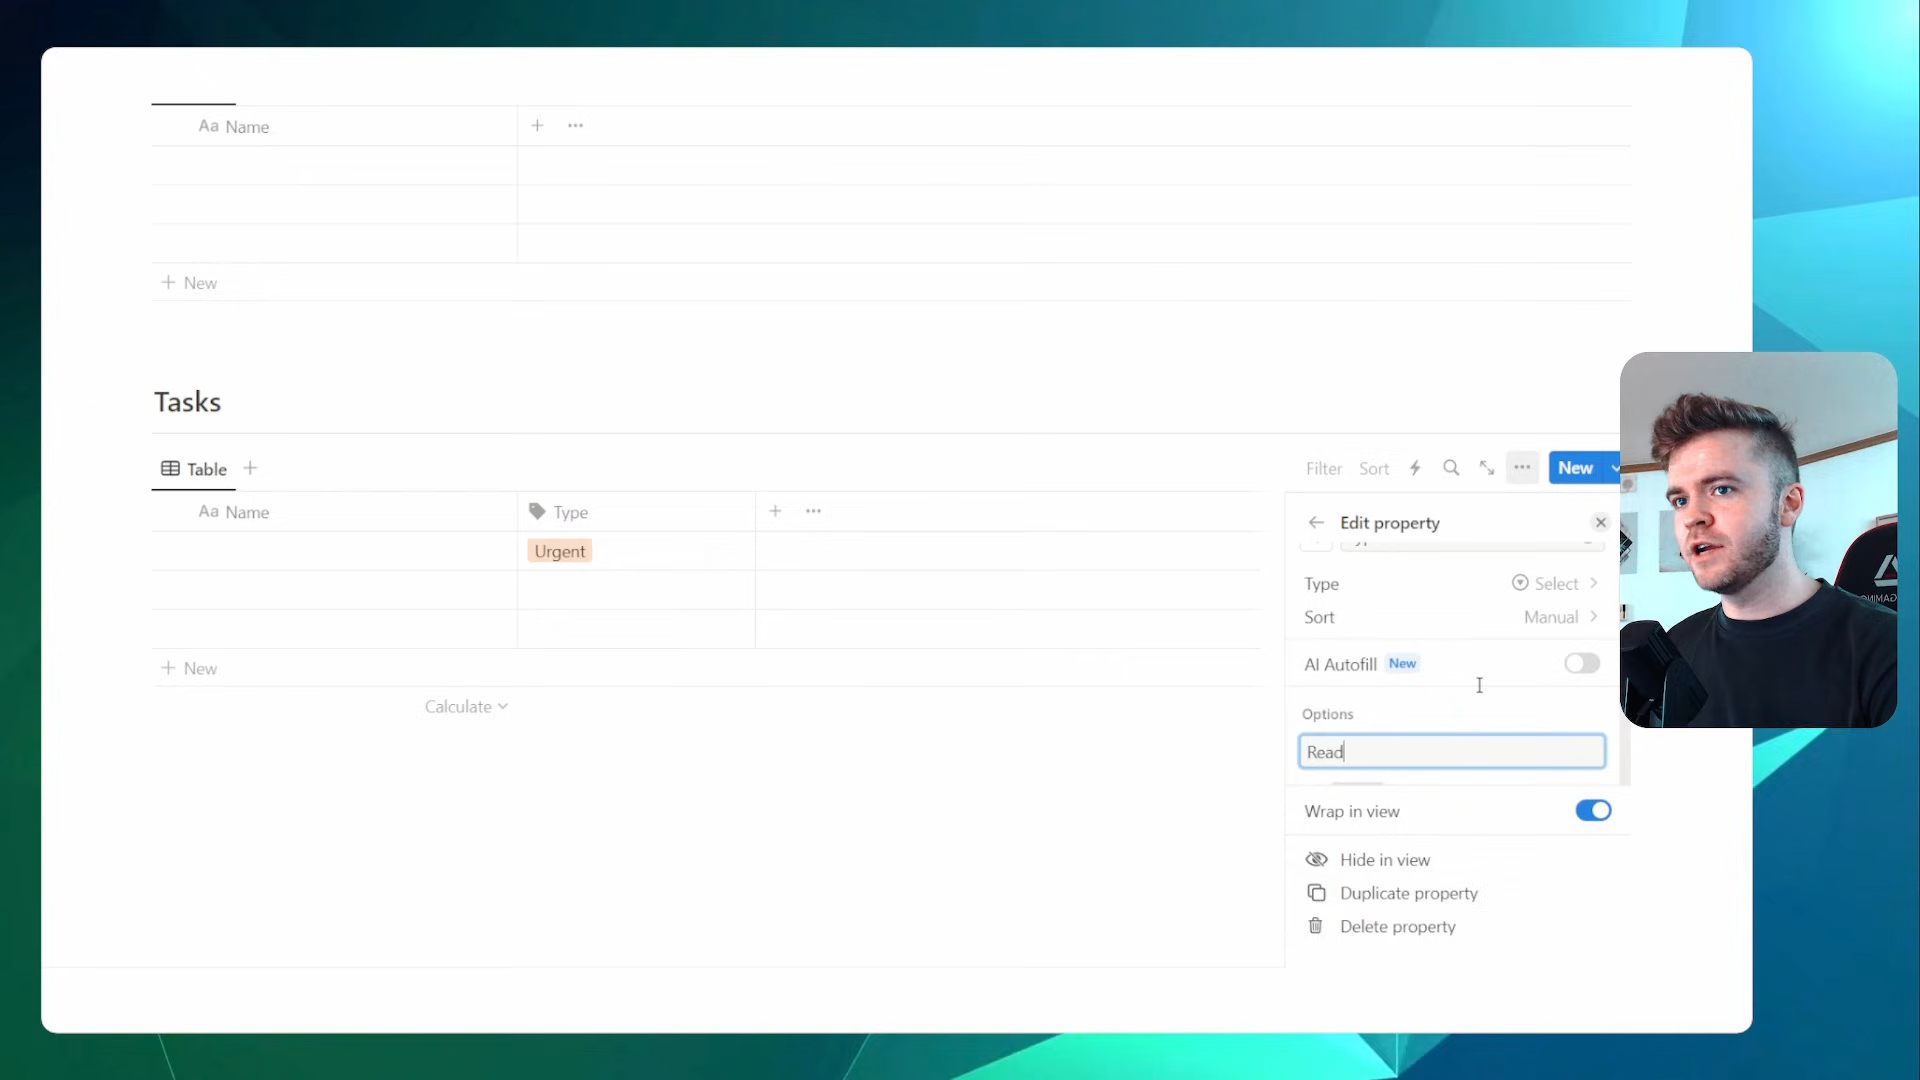 Aa Name
New
Tasks
Table
Filter Sort New
Aa Name Type
Urgent
New
Calculate
Edit property
Type Select
Sort Manual
AI Autofill New
Options
Read
Wrap in view
Hide in view
Duplicate property
Delete property